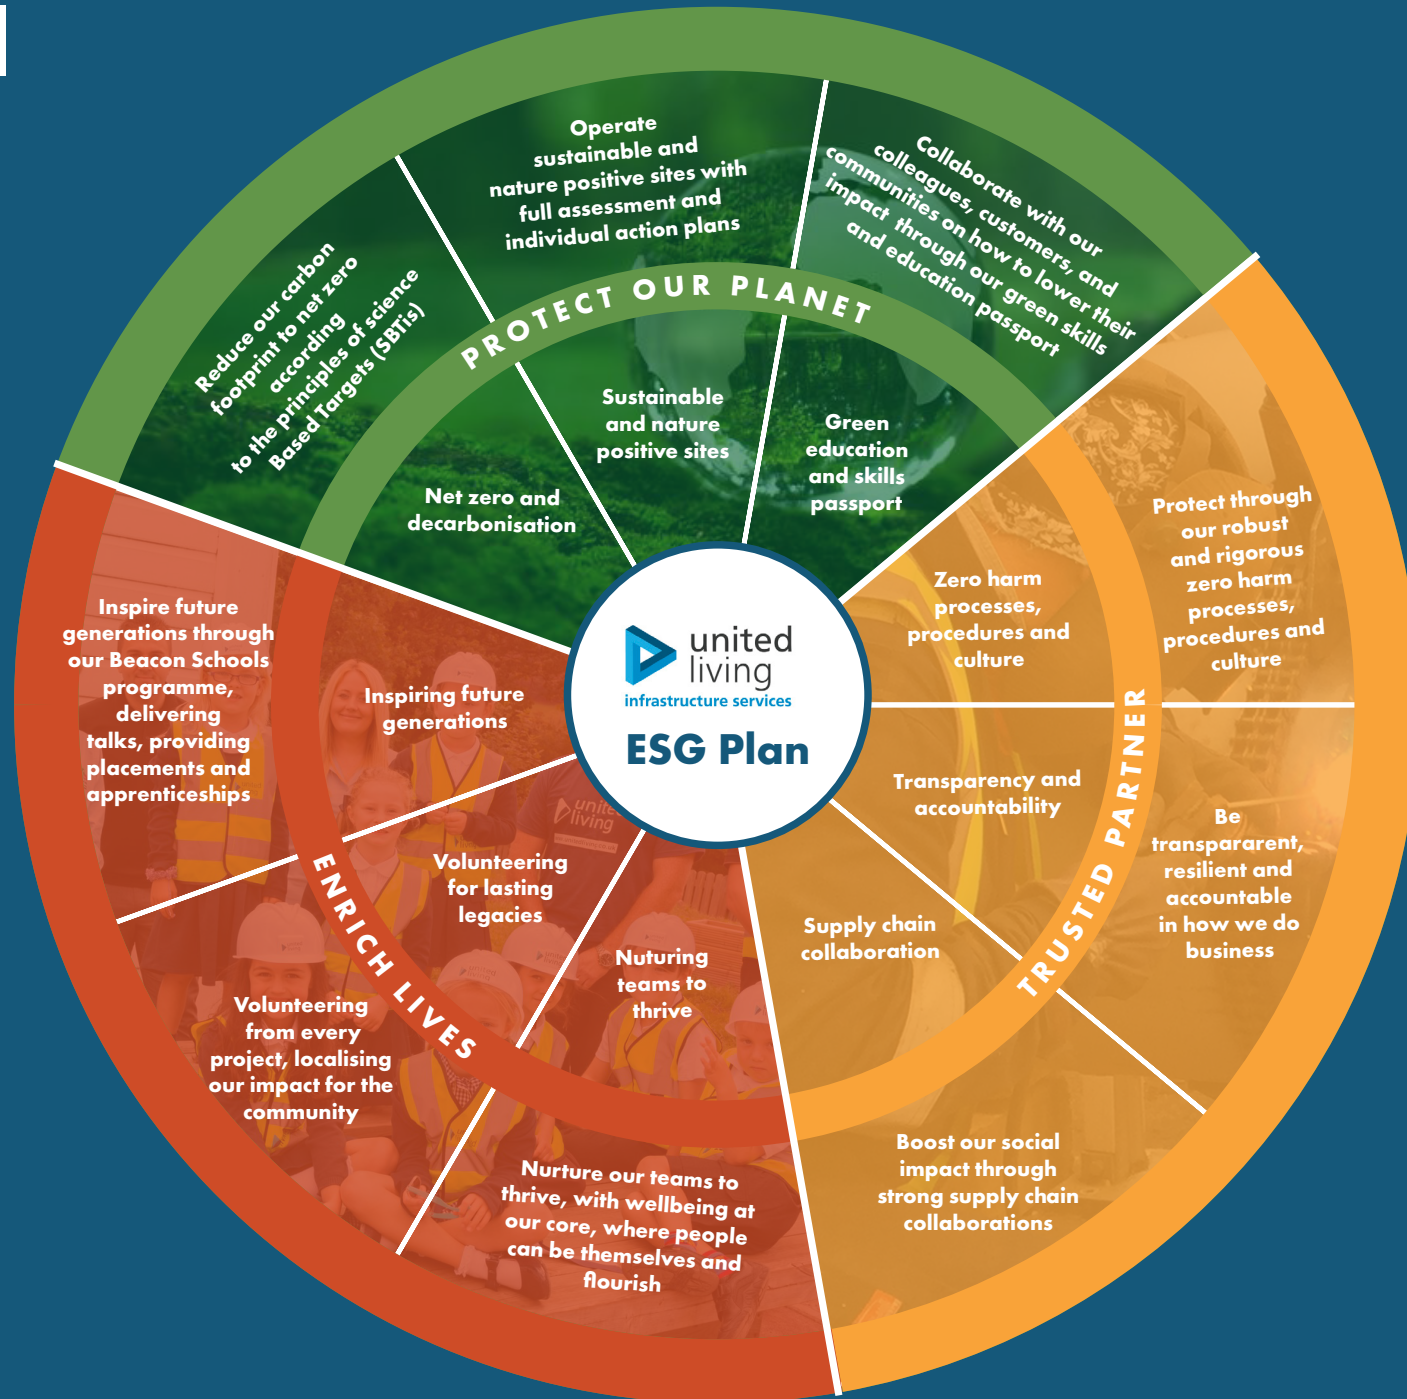 Operate
sustainable and
nature positive sites with
full assessment and
individual action plans
Collaborate with our
colleagues, customers, and
communities on how to lower their
impact through our green skills
and education passport
Reduce our carbon
footprint to net zero
according
to the principles of science
Based Targets (SBTis)
PROTECT OUR PLANET
Sustainable
and nature
positive sites
Green
education
and skills
passport
Net zero and
decarbonisation
Protect through
our robust
and rigorous
zero harm
processes,
procedures and
culture
Zero harm
processes,
procedures and
culture
Inspire future
generations through
our Beacon Schools
programme,
delivering
talks, providing
placements and
apprenticeships
Inspiring future
generations
united
living
infrastructure services
ESG Plan
Transparency and
accountability
TRUSTED PARTNER
Be
transpararent,
resilient and
accountable
in how we do
business
united
living
Volunteering
for lasting
legacies
ENRICH LIVES
Supply chain
collaboration
Nuturing
teams to
thrive
Volunteering
from every
project, localising
our impact for the
community
Nurture our teams to
thrive, with wellbeing at
our core, where people
can be themselves and
flourish
Boost our social
impact through
strong supply chain
collaborations